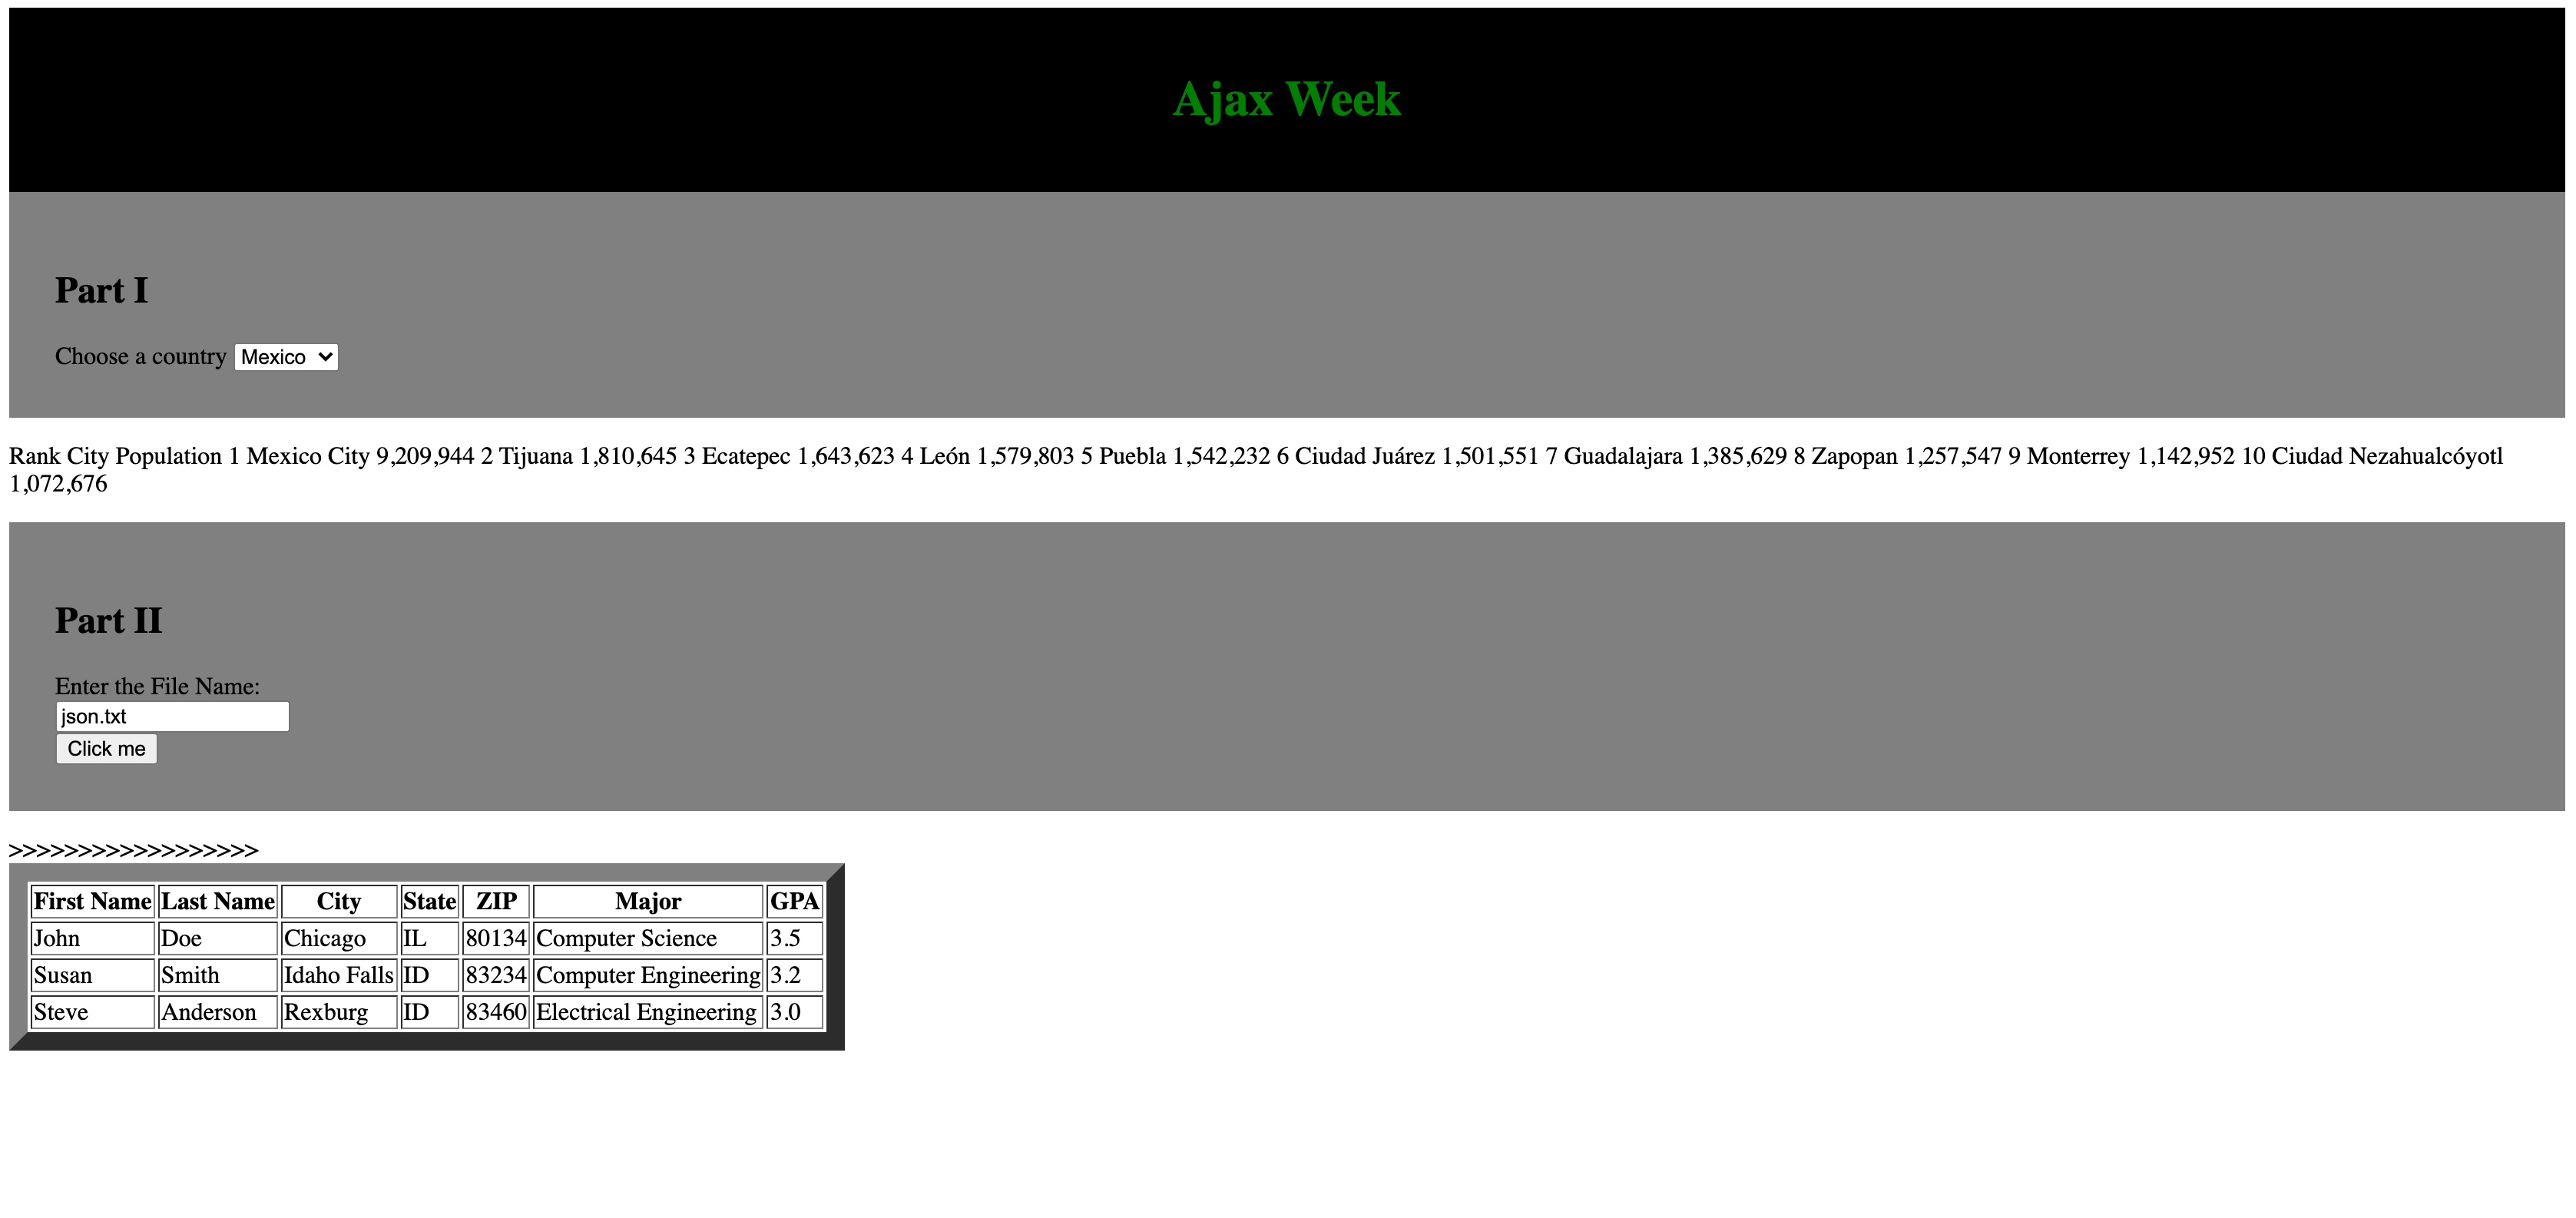 Ajax Week
Part I
Choose a country Mexico
Rank City Population 1 Mexico City 9,209,944 2 Tijuana 1,810,645 3 Ecatepec 1,643,623 4 León 1,579,803 5 Puebla 1,542,232 6 Ciudad Juárez 1,501,551 7 Guadalajara 1,385,629 8 Zapopan 1,257,547 9 Monterrey 1,142,952 10 Ciudad Nezahualcóyotl
1,072,676
Part II
Enter the File Name:
json.txt
Click me
>>>>>>>>>>>>>>>>>>
First Name Last Name City State ZIP Major GPA
John Doe Chicago IL 80134 Computer Science 3.5
Susan Smith Idaho Falls ID 83234 Computer Engineering 3.2
Steve Anderson Rexburg ID 83460 Electrical Engineering 3.0